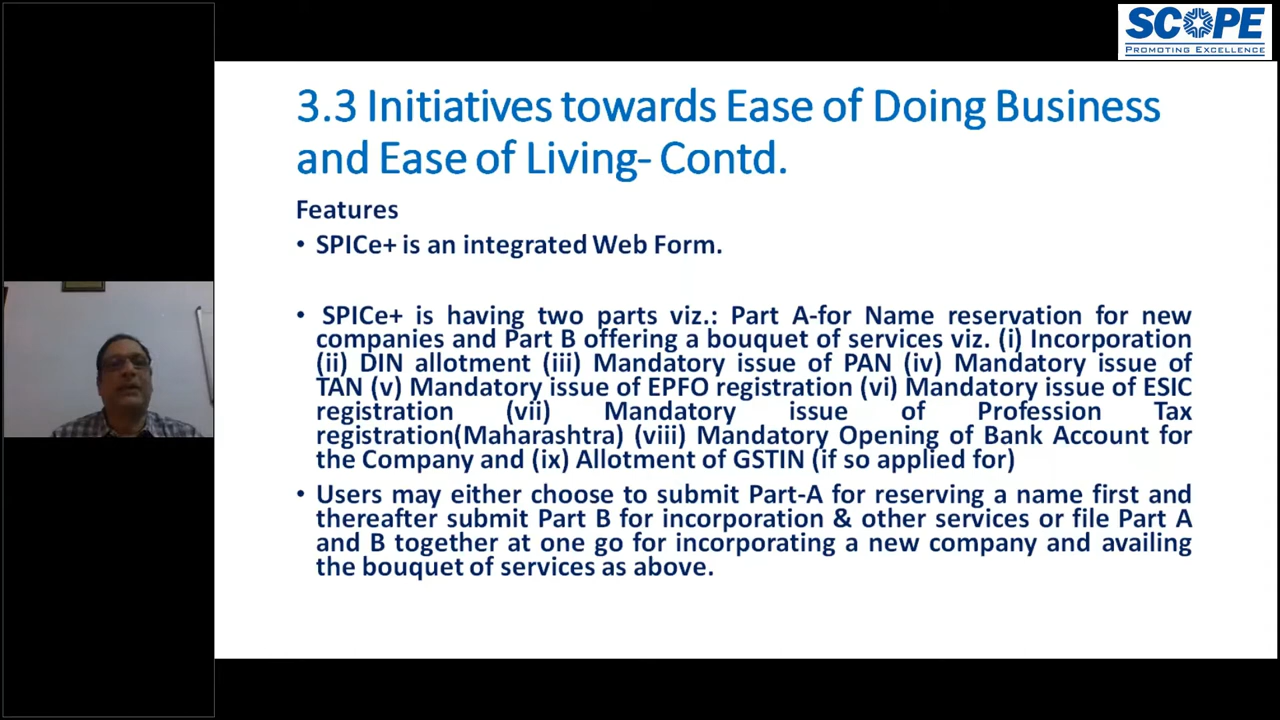 SCOPE
PROMOTING EXCELLENCE
3.3 Initiatives towards Ease of Doing Business
and Ease of Living- Contd.
Features
• SPICe+ is an integrated Web Form.
• SPICe+ is having two parts viz.: Part A-for Name reservation for new
companies and Part B offering a bouquet of services viz. (i) Incorporation
(ii) DIN allotment (iii) Mandatory issue of PAN (iv) Mandatory issue of
TAN (v) Mandatory issue of EPFO registration (vi) Mandatory issue of ESIC
registration (vii) Mandatory issue of Profession Tax
registration(Maharashtra) (viii) Mandatory Opening of Bank Account for
the Company and (ix) Allotment of GSTIN (if so applied for)
• Users may either choose to submit Part-A for reserving a name first and
thereafter submit Part B for incorporation & other services or file Part A
and B together at one go for incorporating a new company and availing
the bouquet of services as above.